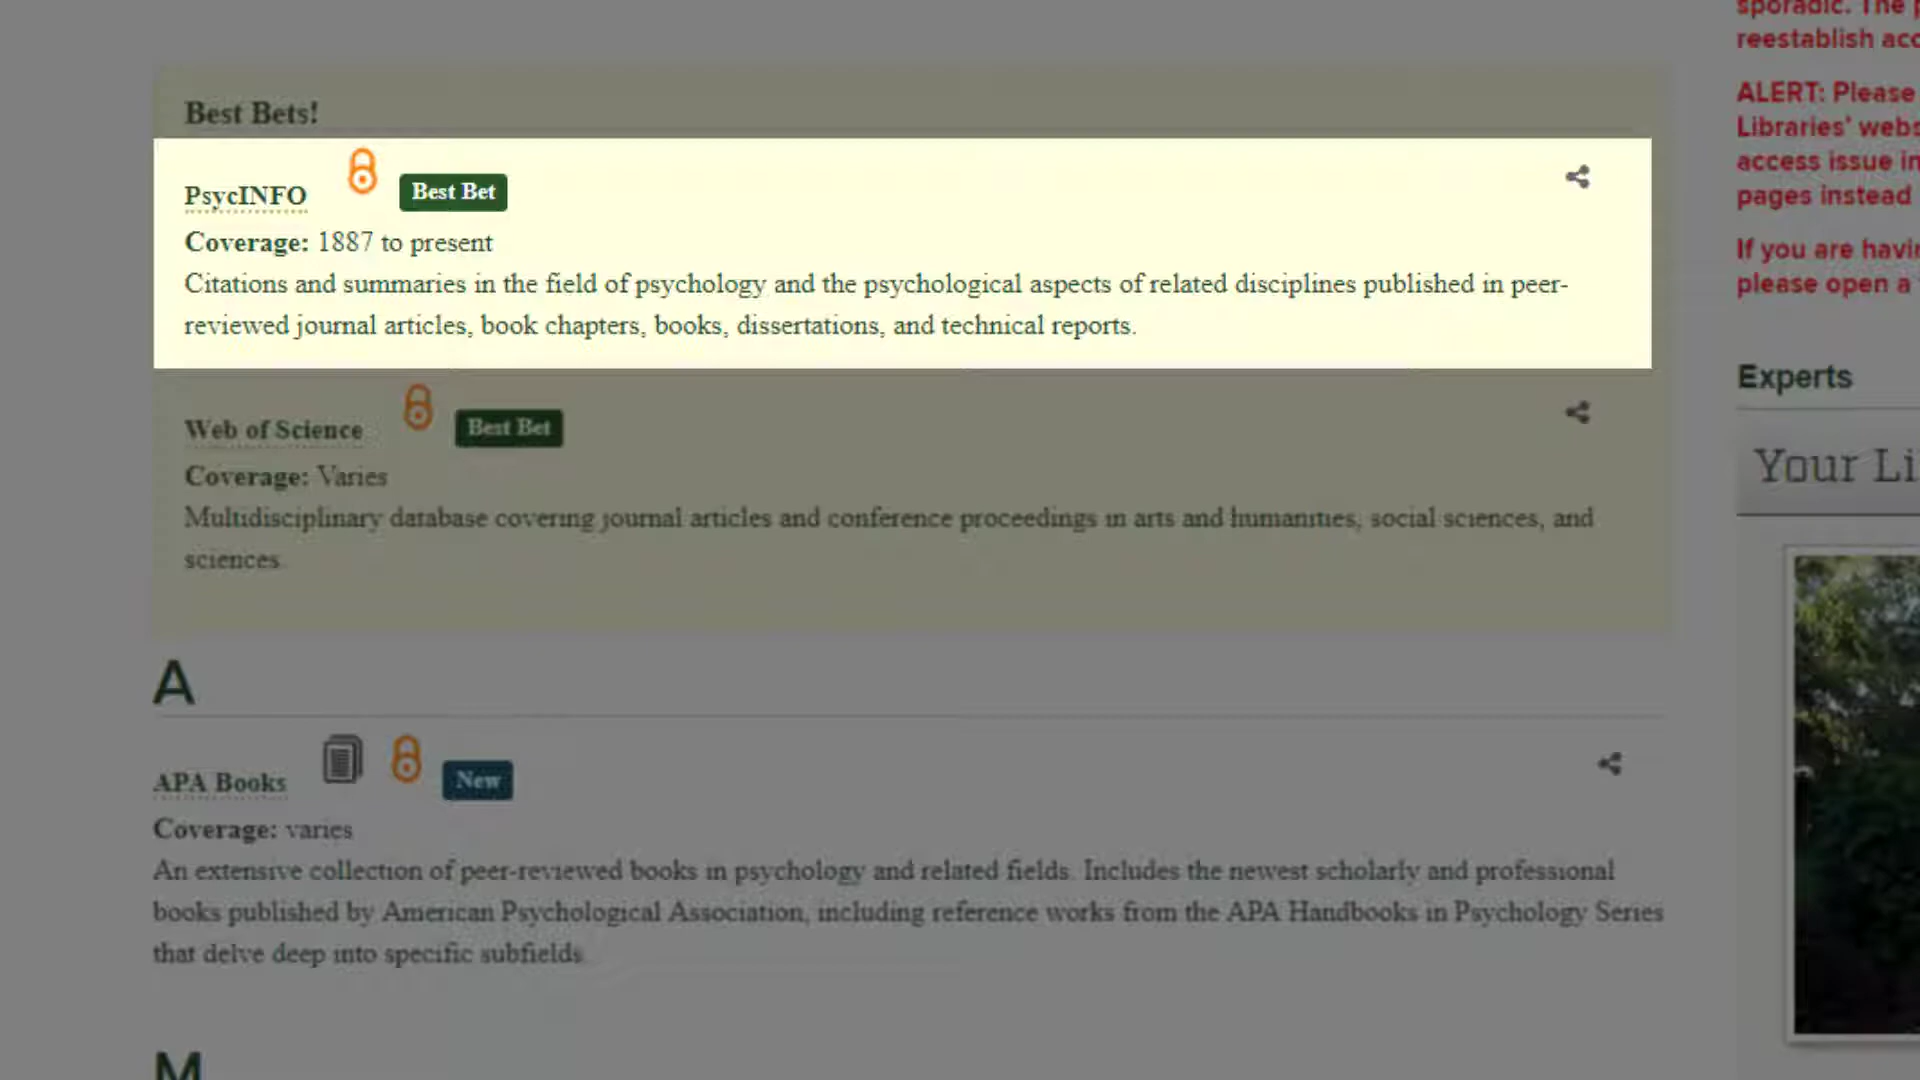 Best Bets!
PsycINFO
Best Bet
Coverage: 1887 to present
Citations and summaries in the field of psychology and the psychological aspects of related disciplines published in peer-
reviewed journal articles, book chapters, books, dissertations, and technical reports.
Web of Science
Best Bet
Coverage: Varies
Multidisciplinary database covering journal articles and conference proceedings in arts and humanities, social sciences, and
sciences.
A
APA Books
New
Coverage: varies
An extensive collection of peer-reviewed books in psychology and related fields. Includes the newest scholarly and professional
books published by American Psychological Association, including reference works from the APA Handbooks in Psychology Series
that delve deep into specific subfields.
M
sporadic. The
reestablish
ALERT: Please
Libraries'
access issue in
pages instead
If you are
please open a
Experts
Your